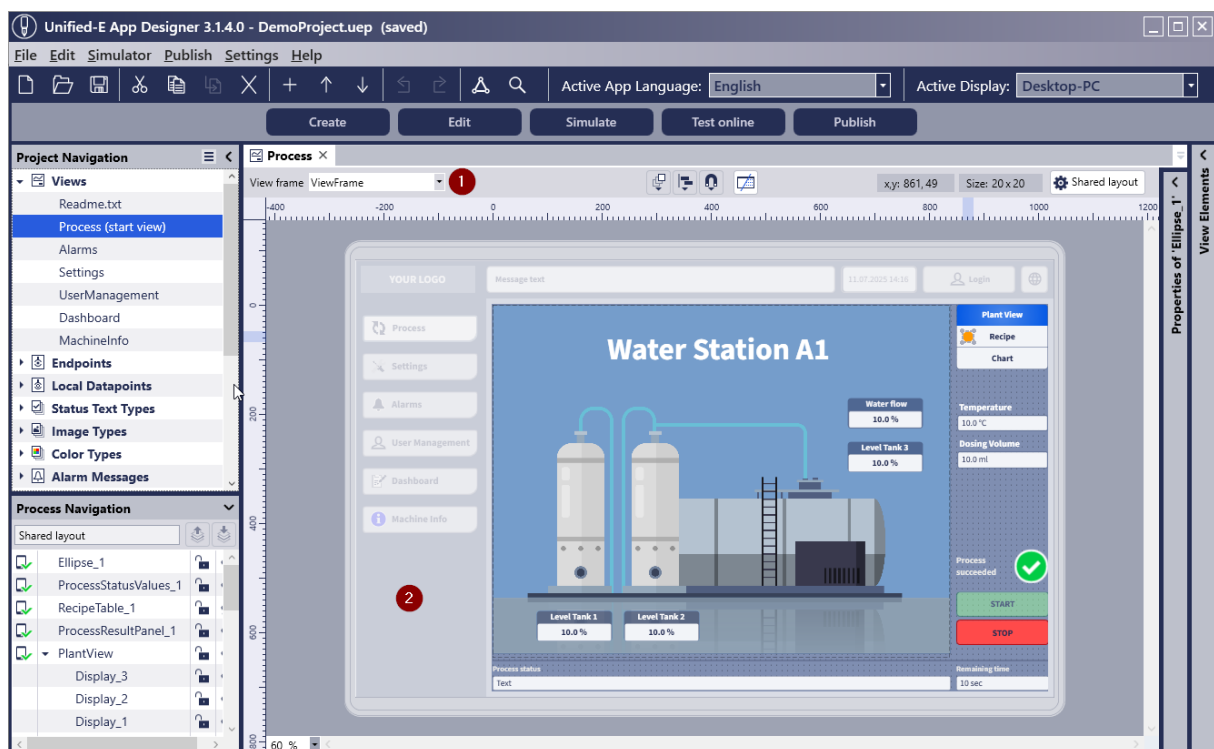 Unified-E App Designer 3.1.4.0 - DemoProject.uep (saved)
File Edit Simulator Publish Settings Help
Active App Language: English Active Display: Desktop-PC
Create Edit Simulate Test online Publish
Project Navigation
Views
Readme.txt
Process (start view)
Alarms
Settings
UserManagement
Dashboard
MachineInfo
Endpoints
Local Datapoints
Status Text Types
Image Types
Color Types
Alarm Messages
Process Navigation
Shared layout
Ellipse_1
ProcessStatusValues_1
RecipeTable_1
ProcessResultPanel_1
PlantView
Display_3
Display_2
Display_1
Process
View frame ViewFrame 1 x,y: 861, 49 Size: 20 x 20 Shared layout
-400 -200 0 200 400 600 800 1000 1200
0
200
400
600
800
YOUR LOGO Message text 11.07.2025 14:16 Login
Process
Settings
Alarms
User Management
Dashboard
Machine Info
2
Water Station A1
Water flow
10.0 %
Level Tank 3
10.0 %
Level Tank 1 Level Tank 2
10.0 % 10.0 %
Plant View
Recipe
Chart
Temperature
10.0 °C
Dosing Volume
10.0 ml
Process
succeeded
START
STOP
Process status Remaining time
Text 10 sec
60 %
Properties of 'Ellipse_1'
View Elements